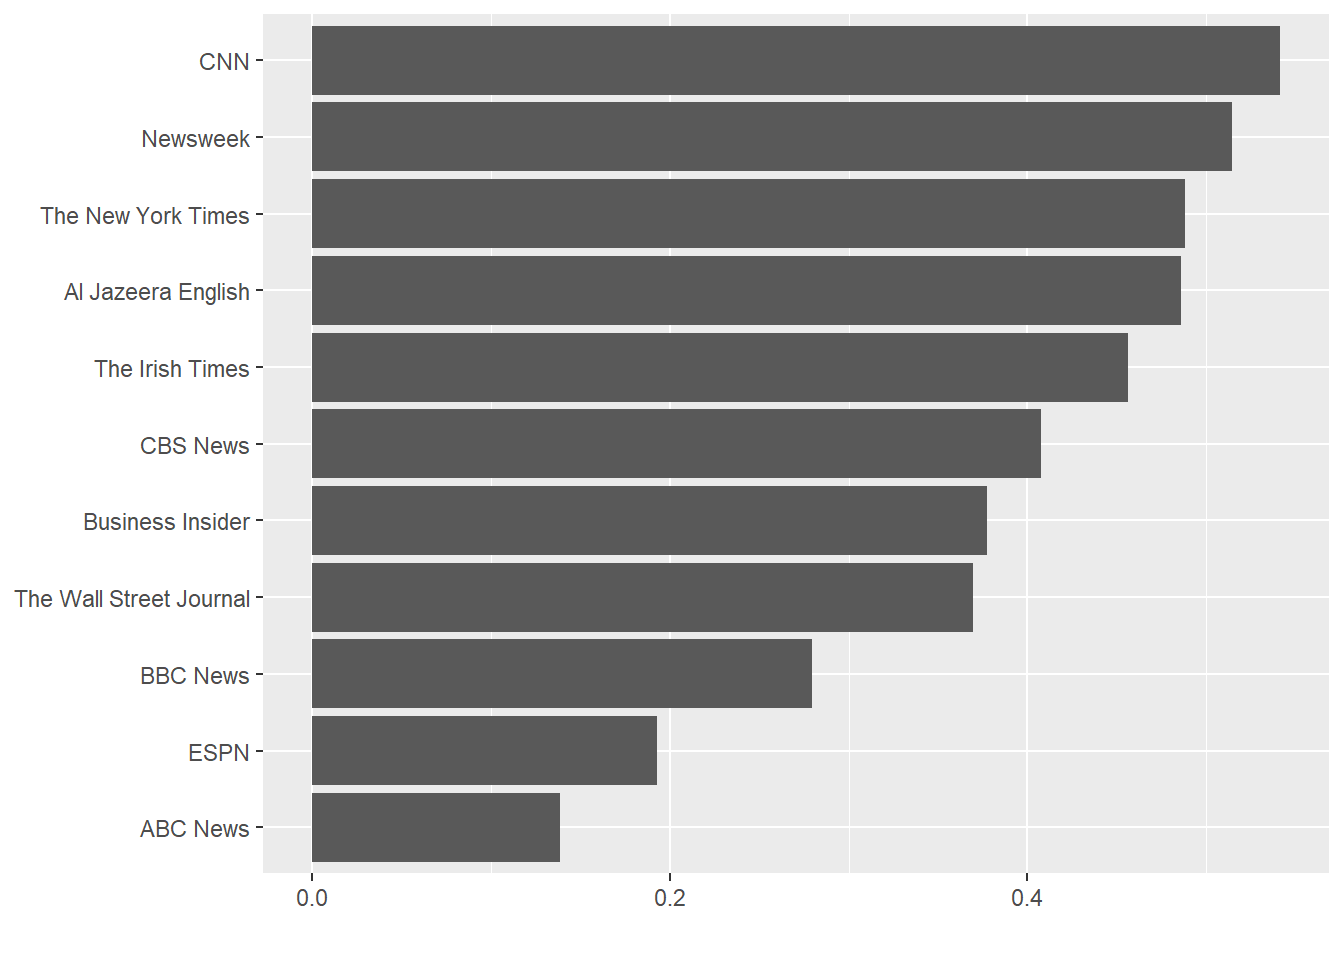 CNN
Newsweek
The New York Times
Al Jazeera English
The Irish Times
CBS News
Business Insider
The Wall Street Journal
BBC News
ESPN
ABC News
0.0 0.2 0.4